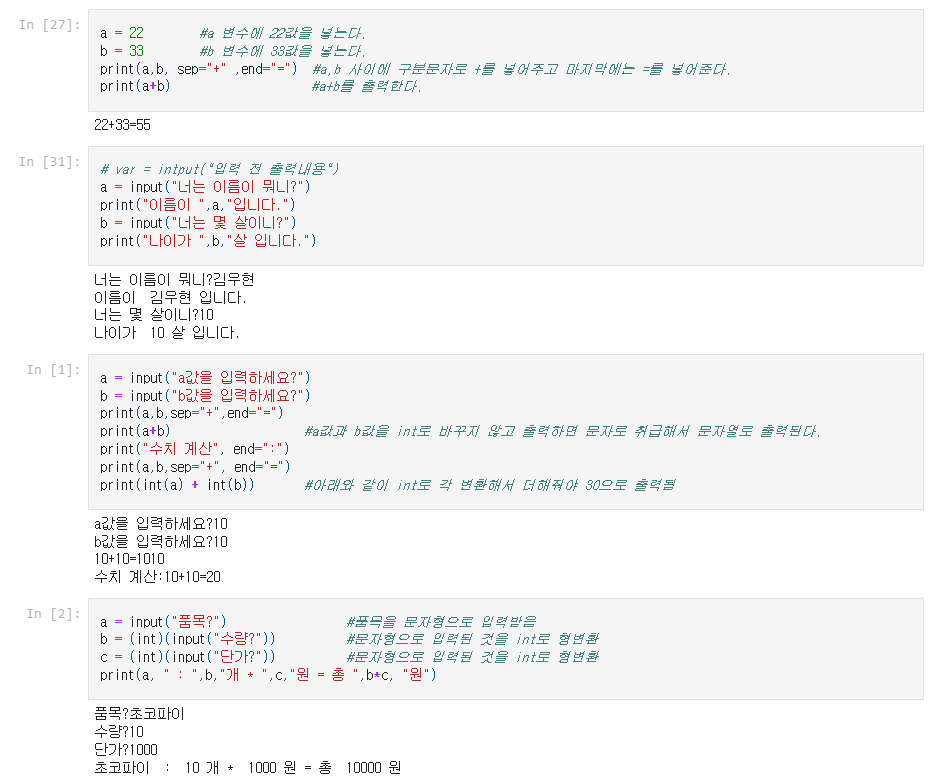 In [27]:
a = 22 #a 변수에 22값을 넣는다.
b = 33 #b 변수에 33값을 넣는다.
print(a,b, sep="+" ,end="=") #a,b 사이에 구분문자로 +를 넣어주고 마지막에는 =를 넣어준다.
print(a+b) #a+b를 출력한다.
22+33=55
In [31]:
# var = intput("입력 전 출력내용")
a = input("너는 이름이 뭐니?")
print("이름이 ",a,"입니다.")
b = input("너는 몇 살이니?")
print("나이가 ",b,"살 입니다.")
너는 이름이 뭐니?김우현
이름이  김우현 입니다.
너는 몇 살이니?10
나이가  10 살 입니다.
In [1]:
a = input("a값을 입력하세요?")
b = input("b값을 입력하세요?")
print(a,b,sep="+",end="=")
print(a+b) #a값과 b값을 int로 바꾸지 않고 출력하면 문자로 취급해서 문자열로 출력된다.
print("수치 계산", end=":")
print(a,b,sep="+", end="=")
print(int(a) + int(b)) #아래와 같이 int로 각 변환해서 더해줘야 30으로 출력됨
a값을 입력하세요?10
b값을 입력하세요?10
10+10=1010
수치 계산:10+10=20
In [2]:
a = input("품목?") #품목을 문자형으로 입력받음
b = (int)(input("수량?")) #문자형으로 입력된 것을 int로 형변환
c = (int)(input("단가?")) #문자형으로 입력된 것을 int로 형변환
print(a, " : ",b,"개 * ",c,"원 = 총 ",b*c, "원")
품목?초코파이
수량?10
단가?1000
초코파이  :  10 개 *  1000 원 = 총  10000 원